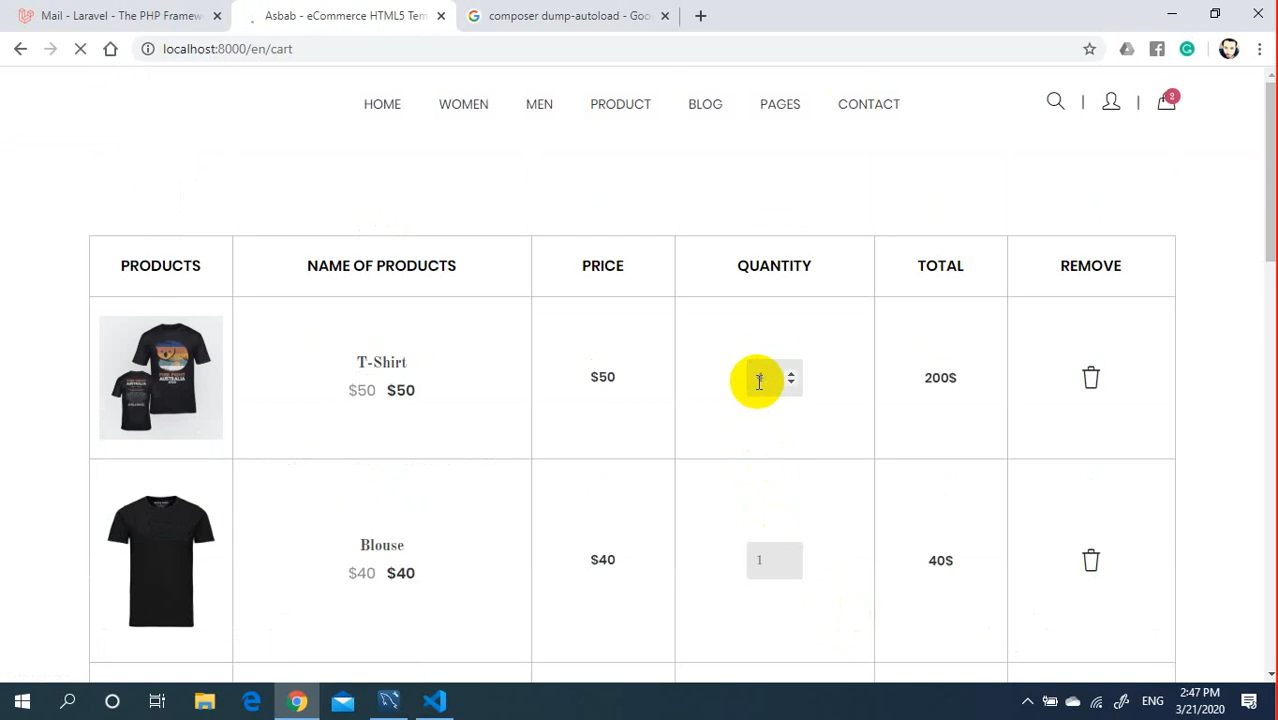 Mail - Laravel - The PHP Framew
Asbab - eCommerce HTML5 Tem
composer dump-autoload - Goo
localhost:8000/en/cart
HOME
WOMEN
MEN
PRODUCT
BLOG
PAGES
CONTACT
2
PRODUCTS
NAME OF PRODUCTS
PRICE
QUANTITY
TOTAL
REMOVE
T-Shirt
$50 $50
$50
200$
Blouse
$40 $40
$40
1
40$
ENG
2:47 PM
3/21/2020